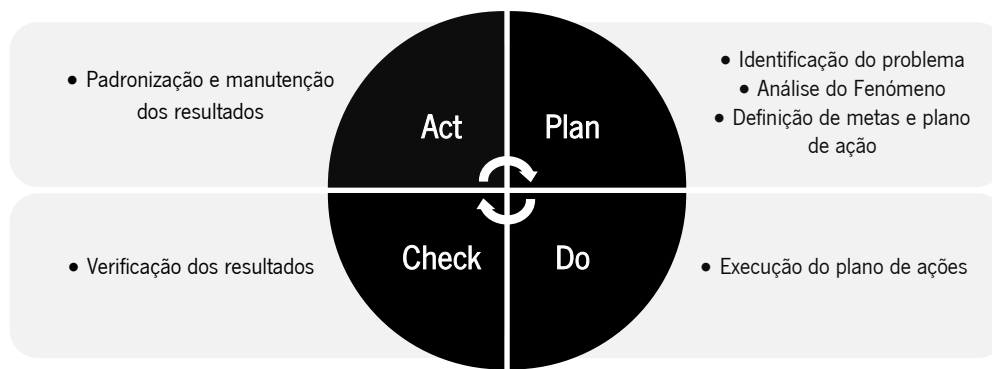 • Padronização e manutenção
dos resultados
Act
Plan
• Identificação do problema
• Análise do Fenómeno
• Definição de metas e plano
de ação
• Verificação dos resultados
Check
Do
• Execução do plano de ações